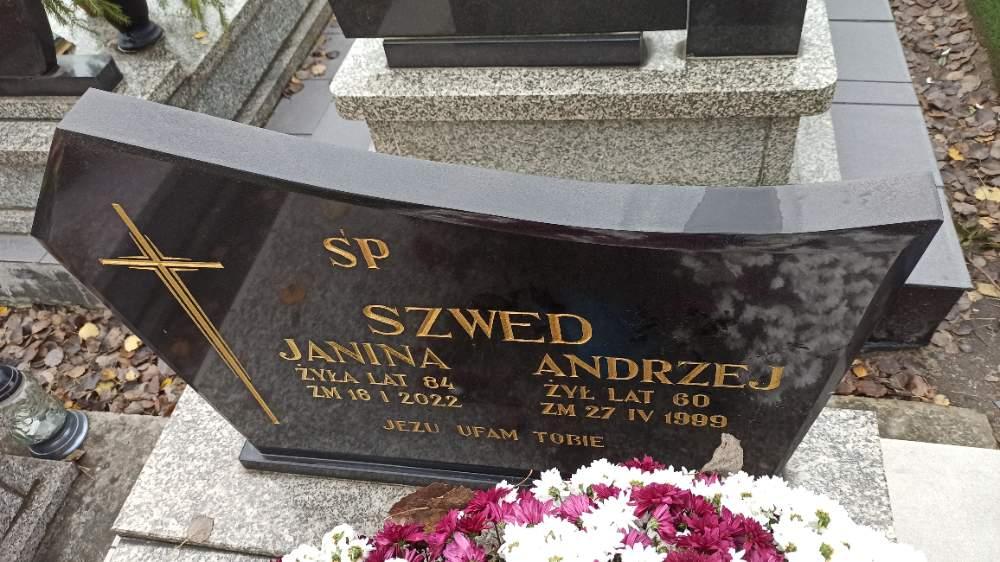 ŚP
SZWED
JANINA
ŻYŁA LAT 84
ZM 18 I 2022
ANDRZEJ
ŻYŁ LAT 60
ZM 27 IV 1999
JEZU UFAM TOBIE